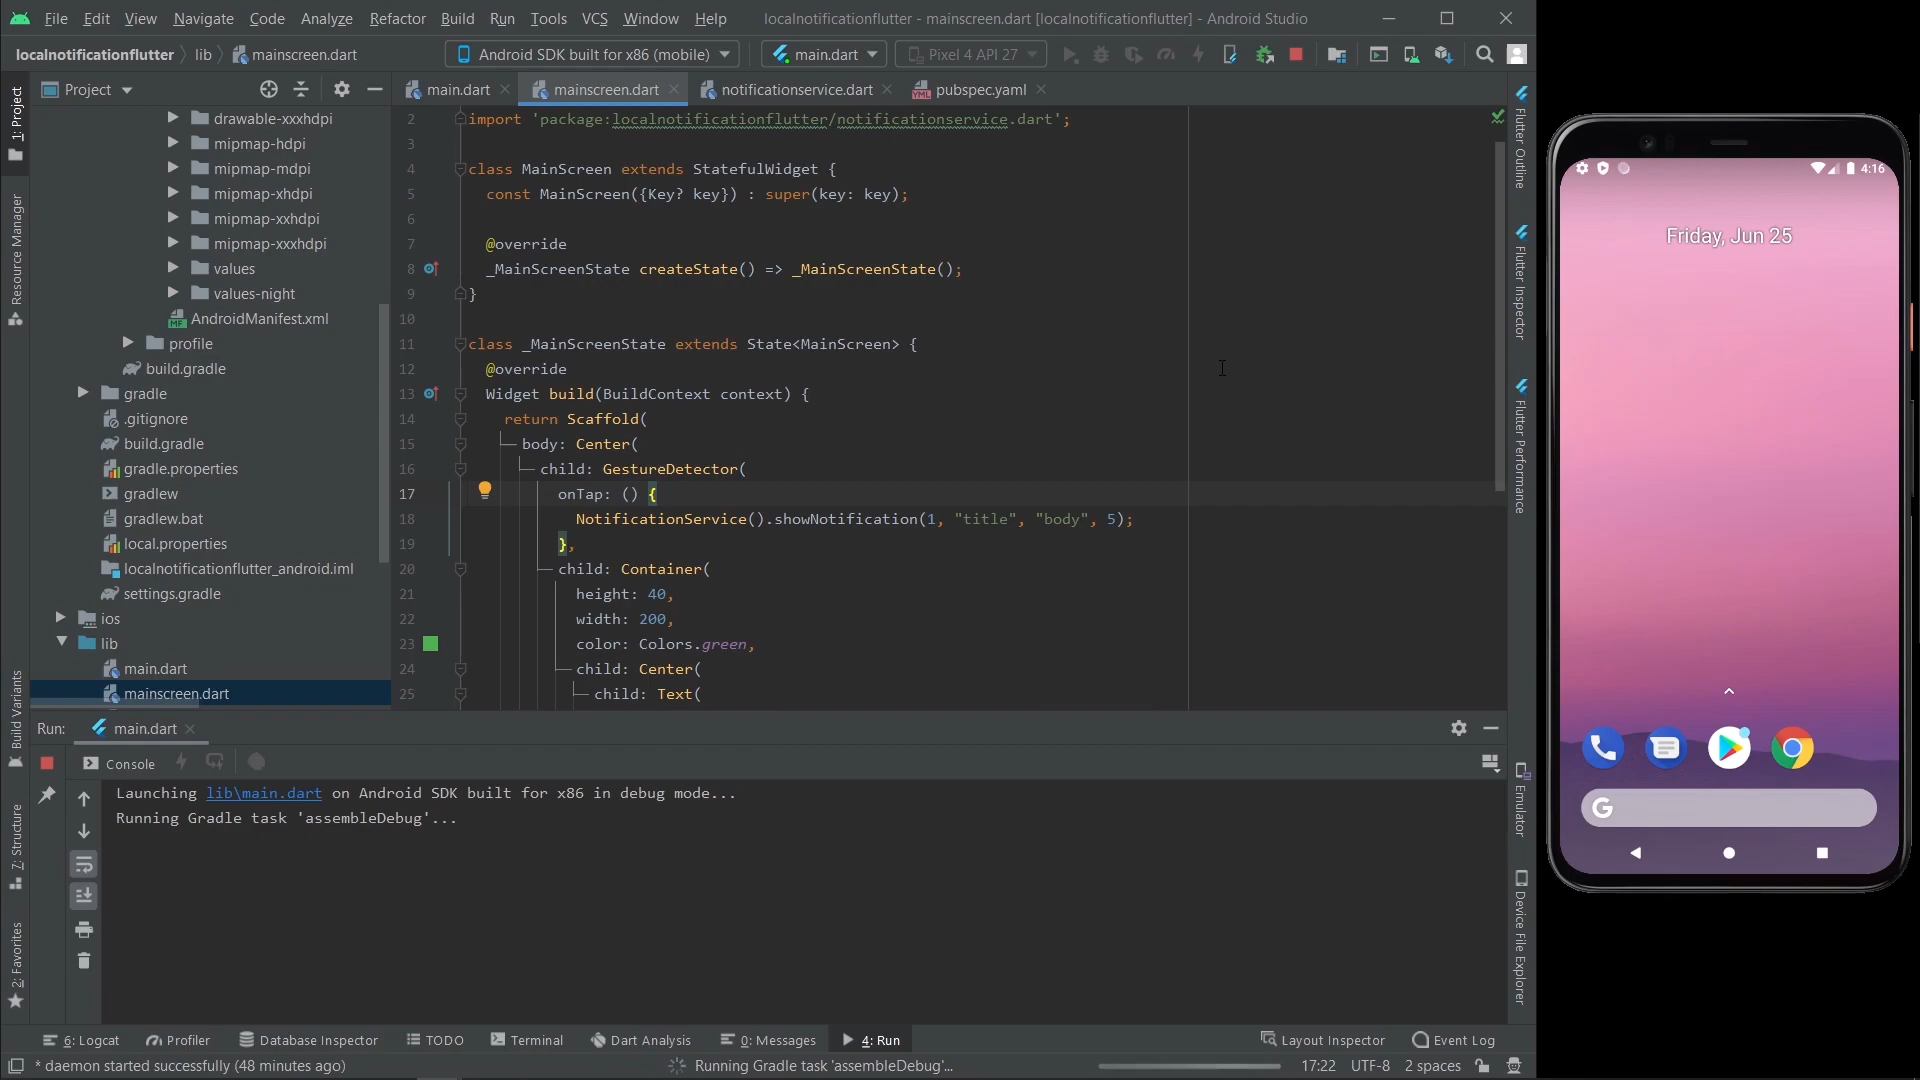 File Edit View Navigate Code Analyze Refactor Build Run Tools VCS Window Help localnotificationflutter - mainscreen.dart [localnotificationflutter] - Android Studio
localnotificationflutter lib mainscreen.dart Android SDK built for x86 (mobile) main.dart Pixel 4 API 27
1: Project
Resource Manager
Build Variants
7: Structure
2: Favorites
Project
drawable-xxxhdpi
mipmap-hdpi
mipmap-mdpi
mipmap-xhdpi
mipmap-xxhdpi
mipmap-xxxhdpi
values
values-night
AndroidManifest.xml
profile
build.gradle
gradle
.gitignore
build.gradle
gradle.properties
gradlew
gradlew.bat
local.properties
localnotificationflutter_android.iml
settings.gradle
ios
lib
main.dart
mainscreen.dart
main.dart mainscreen.dart notificationservice.dart pubspec.yaml
2 import 'package:localnotificationflutter/notificationservice.dart';
3
4 class MainScreen extends StatefulWidget {
5 const MainScreen({Key? key}) : super(key: key);
6
7 @override
8 _MainScreenState createState() => _MainScreenState();
9 }
10
11 class _MainScreenState extends State<MainScreen> {
12 @override
13 Widget build(BuildContext context) {
14 return Scaffold(
15 body: Center(
16 child: GestureDetector(
17 onTap: () {
18 NotificationService().showNotification(1, "title", "body", 5);
19 },
20 child: Container(
21 height: 40,
22 width: 200,
23 color: Colors.green,
24 child: Center(
25 child: Text(
Flutter Outline
Flutter Inspector
Flutter Performance
Emulator
Device File Explorer
4:16
Friday, Jun 25
Run: main.dart
Console
Launching lib\main.dart on Android SDK built for x86 in debug mode...
Running Gradle task 'assembleDebug'...
6: Logcat Profiler Database Inspector TODO Terminal Dart Analysis 0: Messages 4: Run Layout Inspector Event Log
* daemon started successfully (48 minutes ago) Running Gradle task 'assembleDebug'... 17:22 UTF-8 2 spaces